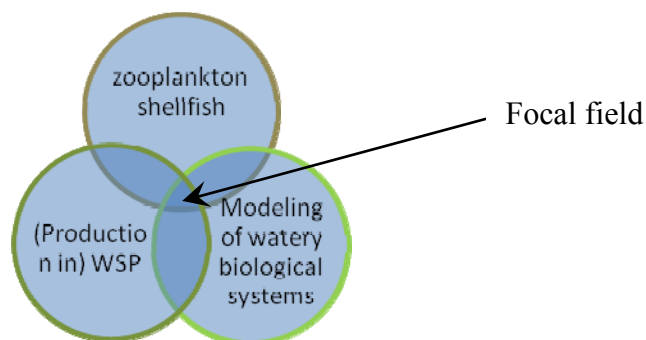 zooplankton
shellfish
Focal field
(Productio
n in) WSP
Modeling
of watery
biological
systems